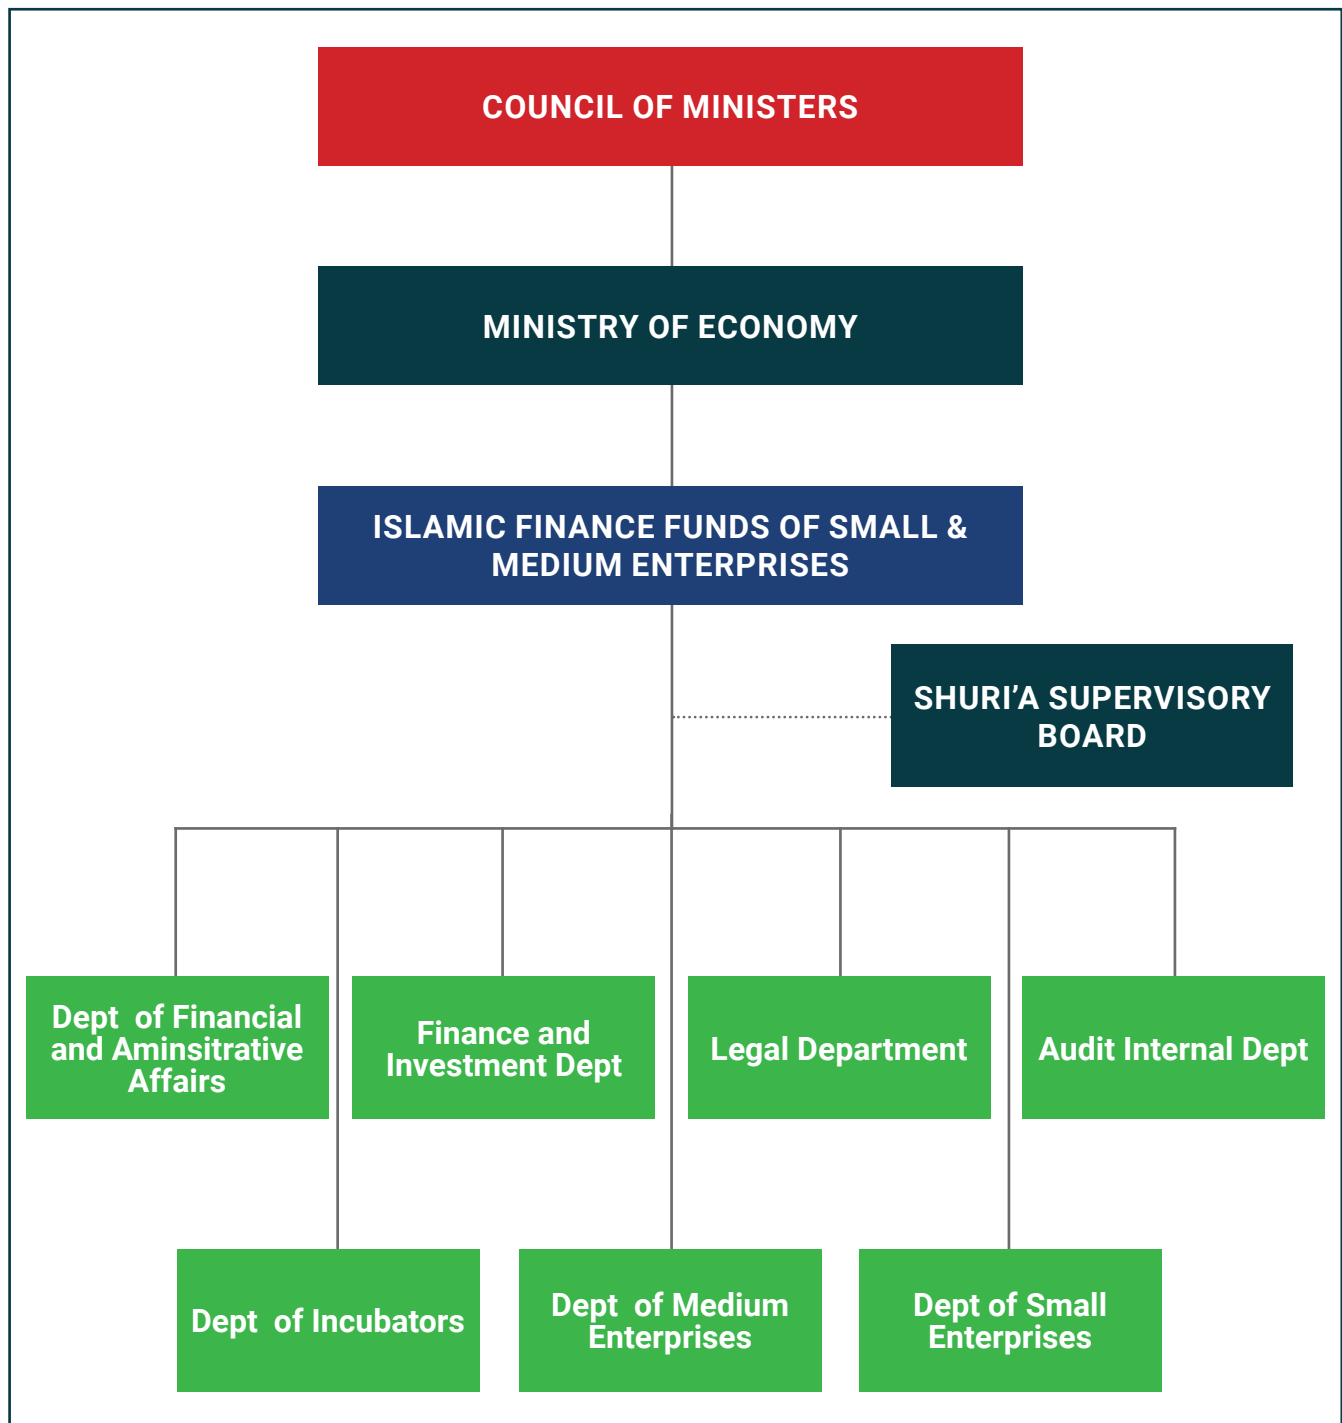 COUNCIL OF MINISTERS
MINISTRY OF ECONOMY
ISLAMIC FINANCE FUNDS OF SMALL &
MEDIUM ENTERPRISES
SHURI’A SUPERVISORY
BOARD
Dept of Financial
and Aminsitrative
Affairs
Finance and
Investment Dept
Legal Department
Audit Internal Dept
Dept of Incubators
Dept of Medium
Enterprises
Dept of Small
Enterprises